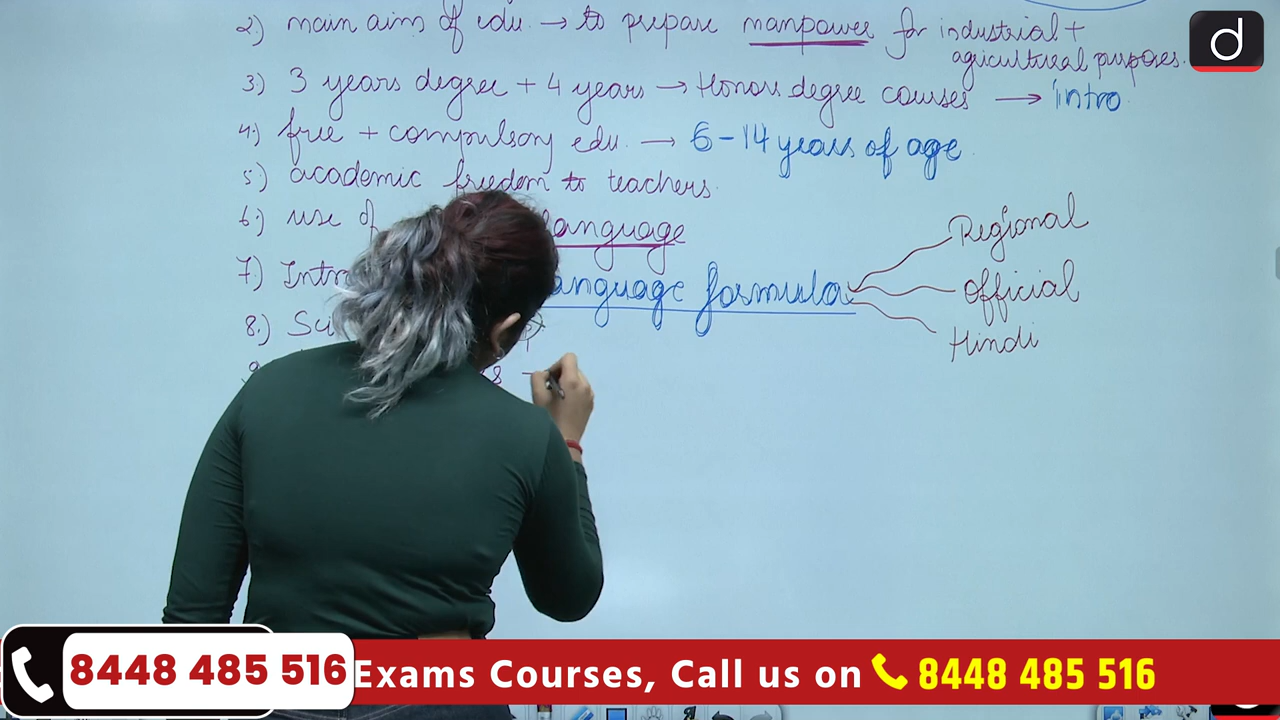 2.) main aims of edu. → to prepare manpower for industrial +
agricultural purposes.
3.) 3 years degree + 4 years → Honors degree courses → intro.
4.) free + compulsory edu. → 6-14 years of age
5.) academic freedom to teachers.
6.) use of language
7.) Intr anguage formula
Regional
Official
Hindi
8.) Sc
d
8448 485 516
Exams Courses, Call us on 8448 485 516